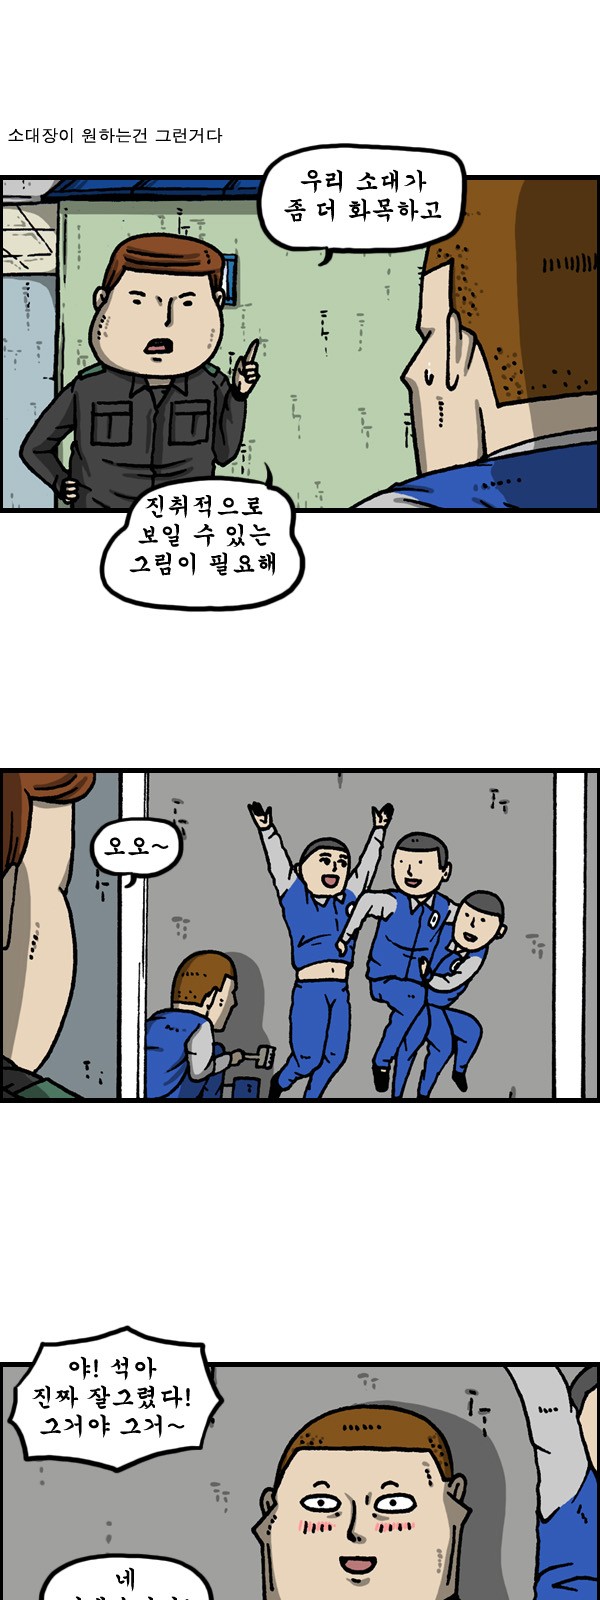 소대장이 원하는건 그런거다
우리 소대가
좀 더 화목하고
진취적으로
보일 수 있는
그림이 필요해
오오~
야! 석아
진짜 잘그렸다!
그거야 그거~
네